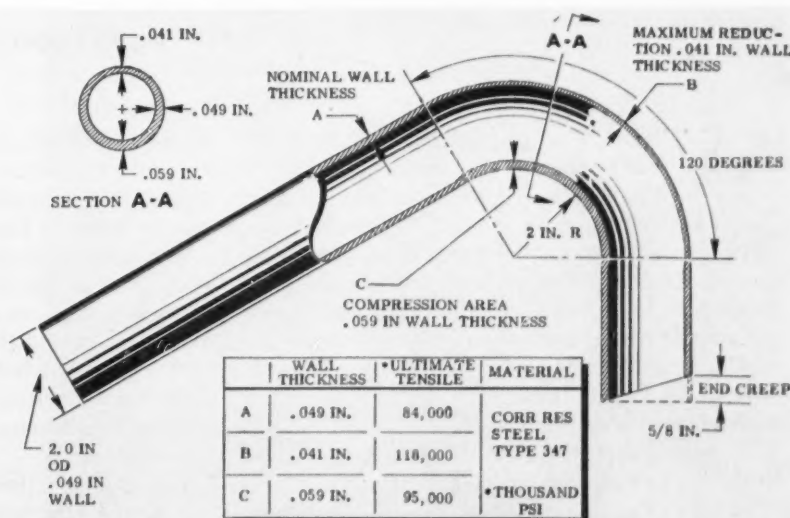 .041 IN.
.049 IN.
.059 IN.
SECTION A-A
NOMINAL WALL
THICKNESS
A
A-A
MAXIMUM REDUC-
TION .041 IN. WALL
THICKNESS
B
120 DEGREES
2 IN. R
C
COMPRESSION AREA
.059 IN WALL THICKNESS
END CREEP
5/8 IN.
2.0 IN
OD
.049 IN
WALL
WALL THICKNESS | •ULTIMATE TENSILE | MATERIAL
A | .049 IN. | 84,000
B | .041 IN. | 118,000
C | .059 IN. | 95,000
CORR RES
STEEL
TYPE 347
•THOUSAND
PSI